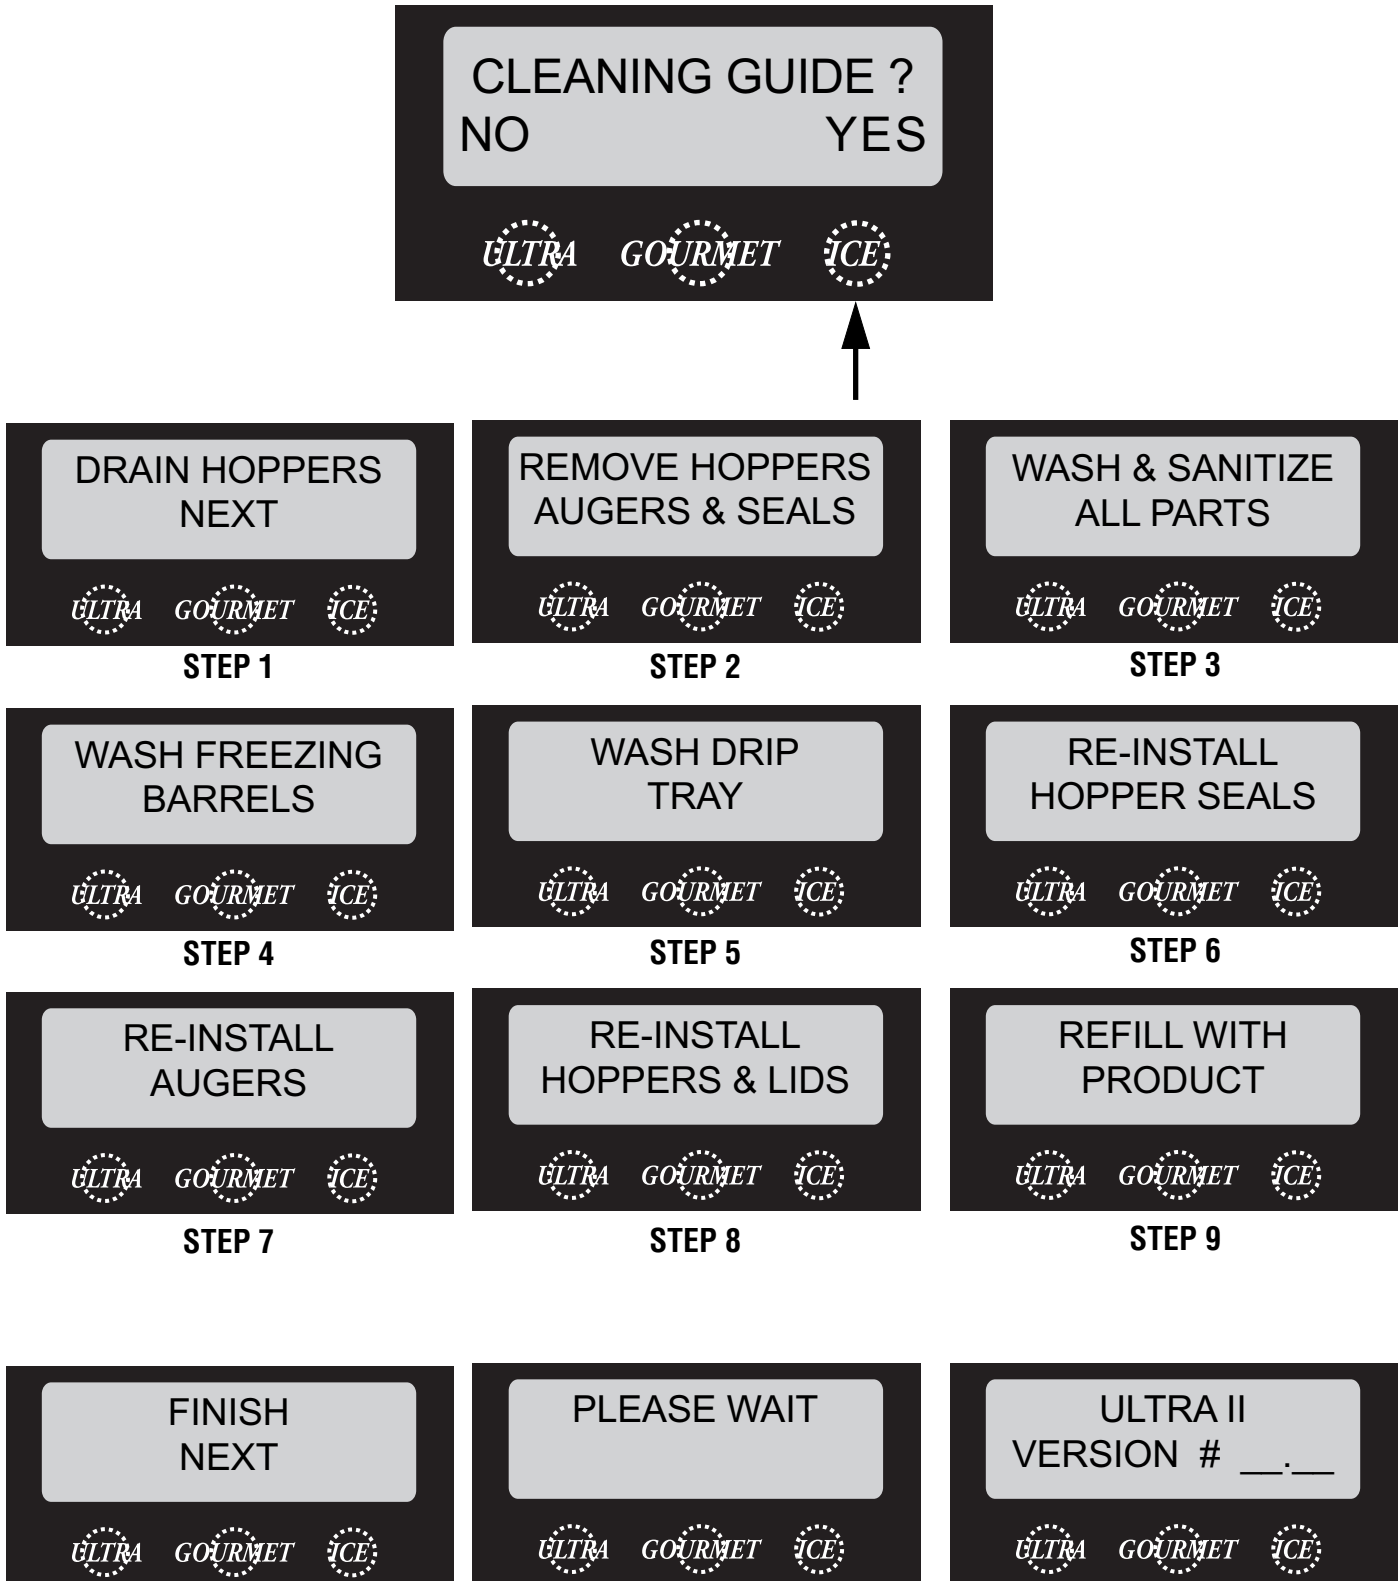 CLEANING GUIDE ?
NO YES
ULTRA GOURMET ICE
DRAIN HOPPERS
NEXT
ULTRA GOURMET ICE
STEP 1
REMOVE HOPPERS
AUGERS & SEALS
ULTRA GOURMET ICE
STEP 2
WASH & SANITIZE
ALL PARTS
ULTRA GOURMET ICE
STEP 3
WASH FREEZING
BARRELS
ULTRA GOURMET ICE
STEP 4
WASH DRIP
TRAY
ULTRA GOURMET ICE
STEP 5
RE-INSTALL
HOPPER SEALS
ULTRA GOURMET ICE
STEP 6
RE-INSTALL
AUGERS
ULTRA GOURMET ICE
STEP 7
RE-INSTALL
HOPPERS & LIDS
ULTRA GOURMET ICE
STEP 8
REFILL WITH
PRODUCT
ULTRA GOURMET ICE
STEP 9
FINISH
NEXT
ULTRA GOURMET ICE
PLEASE WAIT
ULTRA GOURMET ICE
ULTRA II
VERSION # __.__
ULTRA GOURMET ICE